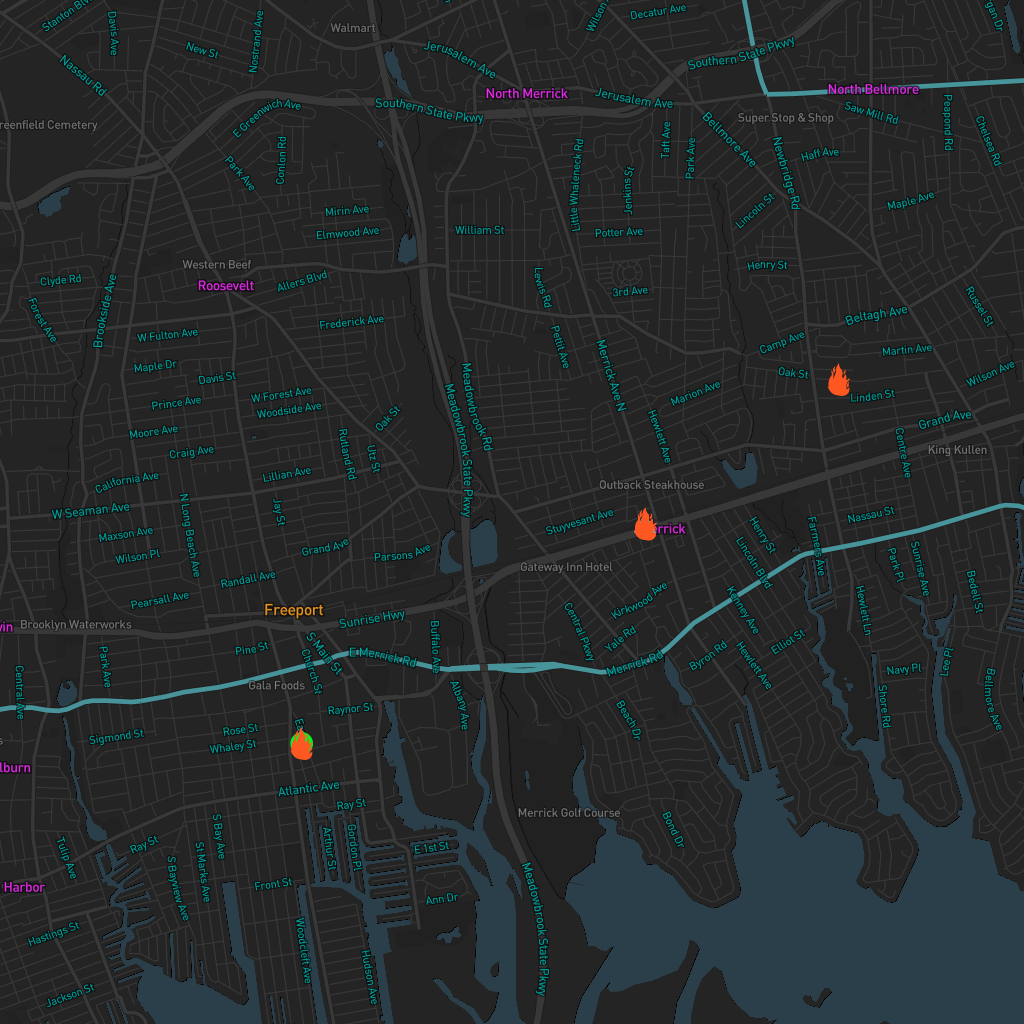 Stanlon Blvd
Davis Ave
New St
Nostrand Ave
Walmart
Wilson
Decatur Ave
Nassau Rd
Jerusalem Ave
Southern State Pkwy
North Merrick
Jerusalem Ave
North Bellmore
Southern State Pkwy
E Greenwich Ave
Super Stop & Shop
Saw Mill Rd
Peapond Rd
Chelsea Rd
reenfield Cemetery
Conlon Rd
Park Ave
Taft Ave
Park Ave
Bellmore Ave
Newbridge Rd
Haff Ave
Little Whaleneck Rd
Jenkins St
Lincoln St
Maple Ave
Mirin Ave
Elmwood Ave
William St
Potter Ave
Western Beef
Roosevelt
Allers Blvd
Lewis Rd
3rd Ave
Henry St
Clyde Rd
Forest Ave
Brookside Ave
Frederick Ave
Russel St
Beltagh Ave
W Fulton Ave
Pettit Ave
Merrick Ave N
Camp Ave
Martin Ave
Maple Dr
Davis St
Oak St
Linden St
Wilson Ave
Prince Ave
W Forest Ave
Woodside Ave
Meadowbrook State Pkwy
Meadowbrook Rd
Marion Ave
Grand Ave
Moore Ave
Oak St
Hewlett Ave
Craig Ave
Rutland Rd
Utz St
Centre Ave
King Kullen
California Ave
Lillian Ave
Outback Steakhouse
W Seaman Ave
N Long Beach Ave
Jay St
Stuyvesant Ave
errick
Nassau St
Henry St
Farmers Ave
Maxson Ave
Wilson Pl
Grand Ave
Parsons Ave
Lincoln Blvd
Park Pl
Sunrise Ave
Gateway Inn Hotel
Randall Ave
Pearsall Ave
Bedell St
Kirkwood Ave
Kenney Ave
Hewlett Ln
Freeport
Sunrise Hwy
Central Pkwy
win
Brooklyn Waterworks
Buffalo Ave
Yale Rd
Elliot St
Pine St
S Main St
E Merrick Rd
Merrick Rd
Byron Rd
Hewlett Ave
Lee Pl
Navy Pl
Park Ave
Central Ave
Church St
Gala Foods
Albany Ave
Shore Rd
Bellmore Ave
Raynor St
Beach Dr
Sigmond St
Rose St
Whaley St
lburn
Atlantic Ave
Ray St
Merrick Golf Course
Bond Dr
Tulip Ave
Ray St
S Bay Ave
Arthur St
Gordon Pl
E 1st St
St Marks Ave
S Bayview Ave
Harbor
Front St
Ann Dr
Meadowbrook State Pkwy
Hastings St
Woodcleft Ave
Hudson Ave
Jackson St